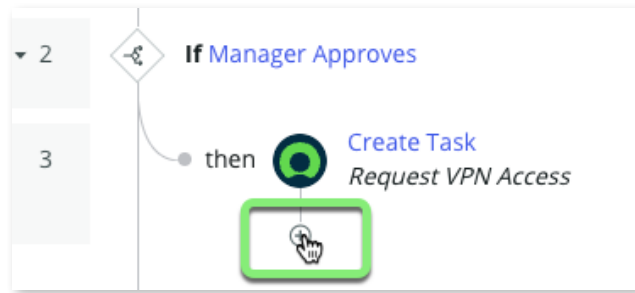 2
If Manager Approves
3
then
Create Task
Request VPN Access